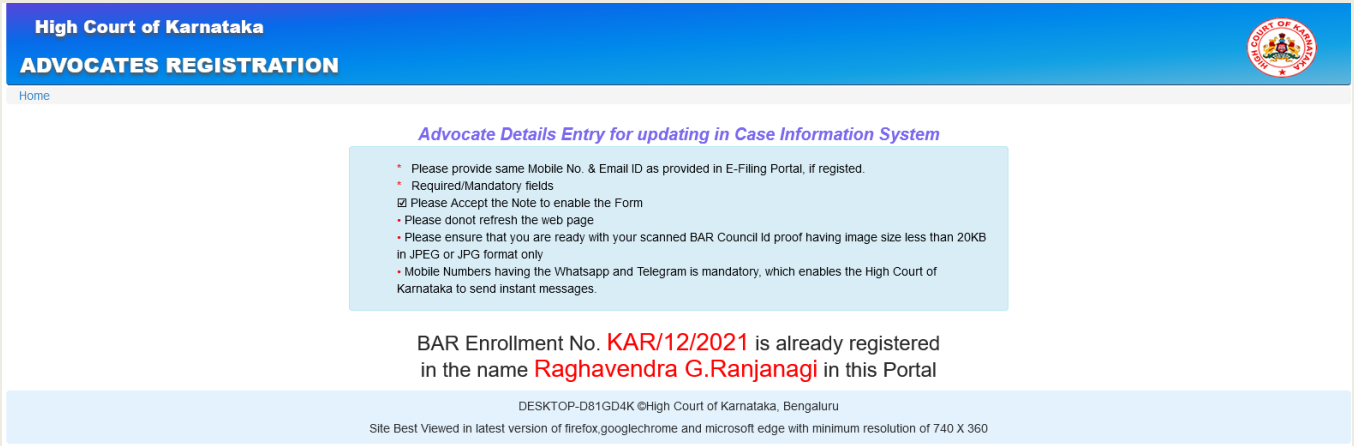 High Court of Karnataka
ADVOCATES REGISTRATION
HIGH COURT OF KARNATAKA
Home
Advocate Details Entry for updating in Case Information System
* Please provide same Mobile No. & Email ID as provided in E-Filing Portal, if registed.
* Required/Mandatory fields
☑ Please Accept the Note to enable the Form
• Please donot refresh the web page
• Please ensure that you are ready with your scanned BAR Council Id proof having image size less than 20KB
in JPEG or JPG format only
• Mobile Numbers having the Whatsapp and Telegram is mandatory, which enables the High Court of
Karnataka to send instant messages.
BAR Enrollment No. KAR/12/2021 is already registered
in the name Raghavendra G.Ranjanagi in this Portal
DESKTOP-D81GD4K ©High Court of Karnataka, Bengaluru
Site Best Viewed in latest version of firefox,googlechrome and microsoft edge with minimum resolution of 740 X 360